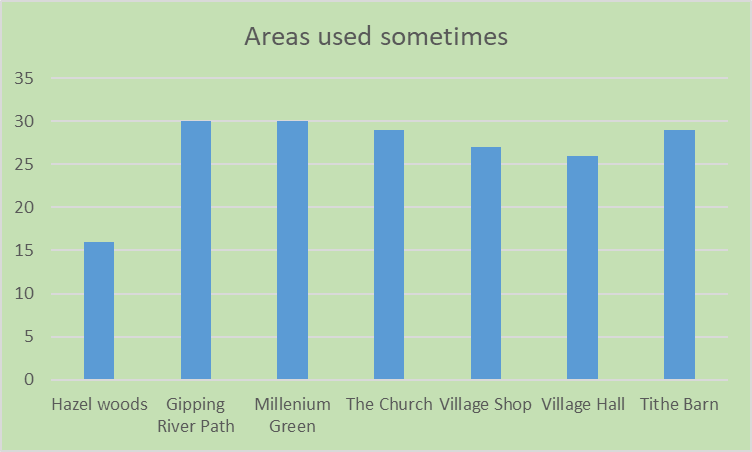 Areas used sometimes
35
30
25
20
15
10
5
0
Hazel woods
Gipping
River Path
Millenium
Green
The Church
Village Shop
Village Hall
Tithe Barn